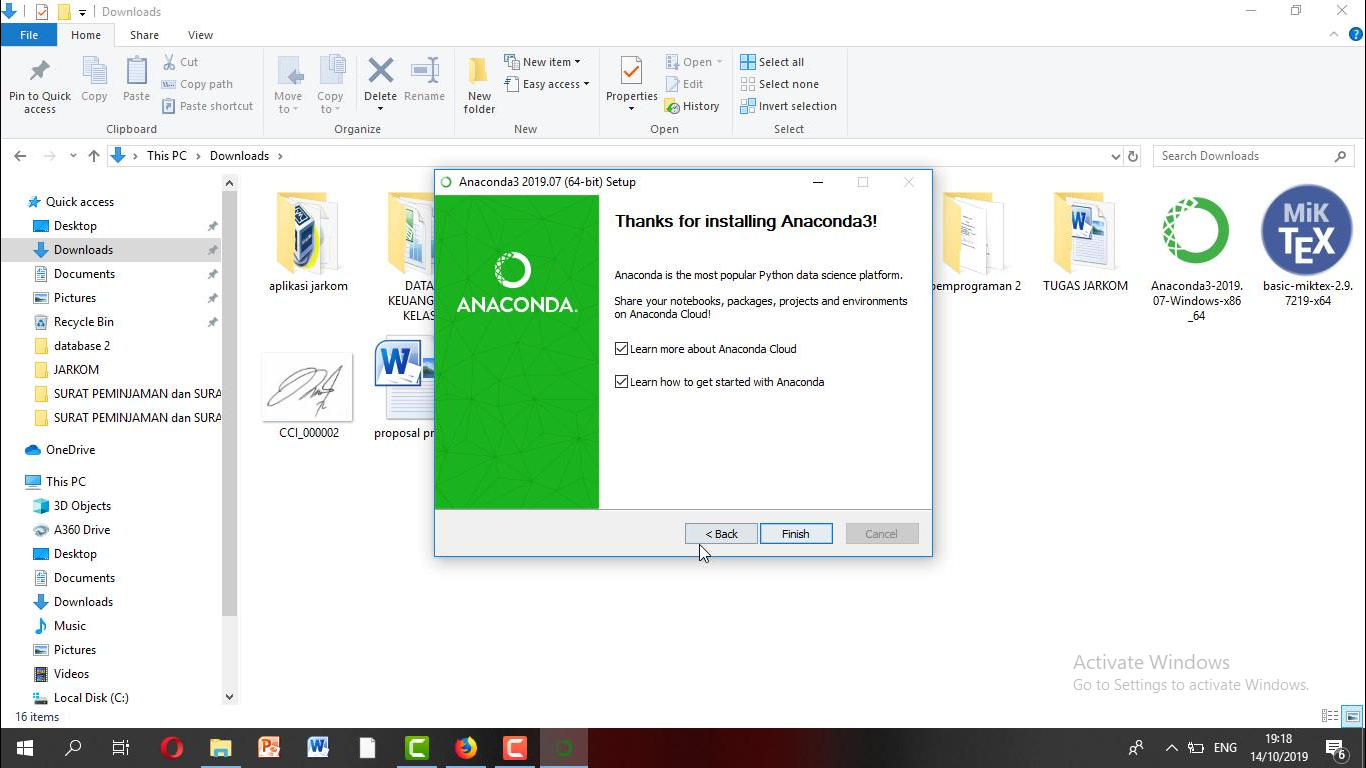 Downloads
File Home Share View
Pin to Quick access
Copy
Paste
Cut
Copy path
Paste shortcut
Clipboard
Move to
Copy to
Delete
Rename
Organize
New folder
New item
Easy access
New
Properties
Open
Edit
History
Open
Select all
Select none
Invert selection
Select
This PC > Downloads >
Search Downloads
Quick access
Desktop
Downloads
Documents
Pictures
Recycle Bin
database 2
JARKOM
SURAT PEMINJAMAN dan SURA
SURAT PEMINJAMAN dan SURA
OneDrive
This PC
3D Objects
A360 Drive
Desktop
Documents
Downloads
Music
Pictures
Videos
Local Disk (C:)
16 items
aplikasi jarkom
DATA
KEUANG
KELAS
pemprograman 2
TUGAS JARKOM
Anaconda3-2019.
07-Windows-x86
_64
MiK
TEX
basic-miktex-2.9.
7219-x64
CCI_000002
proposal pr
Anaconda3 2019.07 (64-bit) Setup
ANACONDA.
Thanks for installing Anaconda3!
Anaconda is the most popular Python data science platform.
Share your notebooks, packages, projects and environments
on Anaconda Cloud!
Learn more about Anaconda Cloud
Learn how to get started with Anaconda
< Back Finish Cancel
Activate Windows
Go to Settings to activate Windows.
ENG
19:18
14/10/2019
6